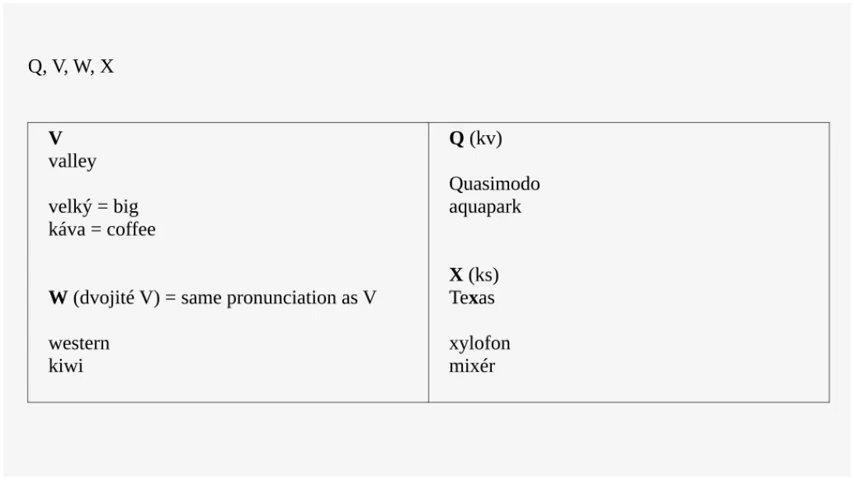 Q, V, W, X
V
valley
velký = big
káva = coffee
W (dvojité V) = same pronunciation as V
western
kiwi
Q (kv)
Quasimodo
aquapark
X (ks)
Texas
xylofon
mixér